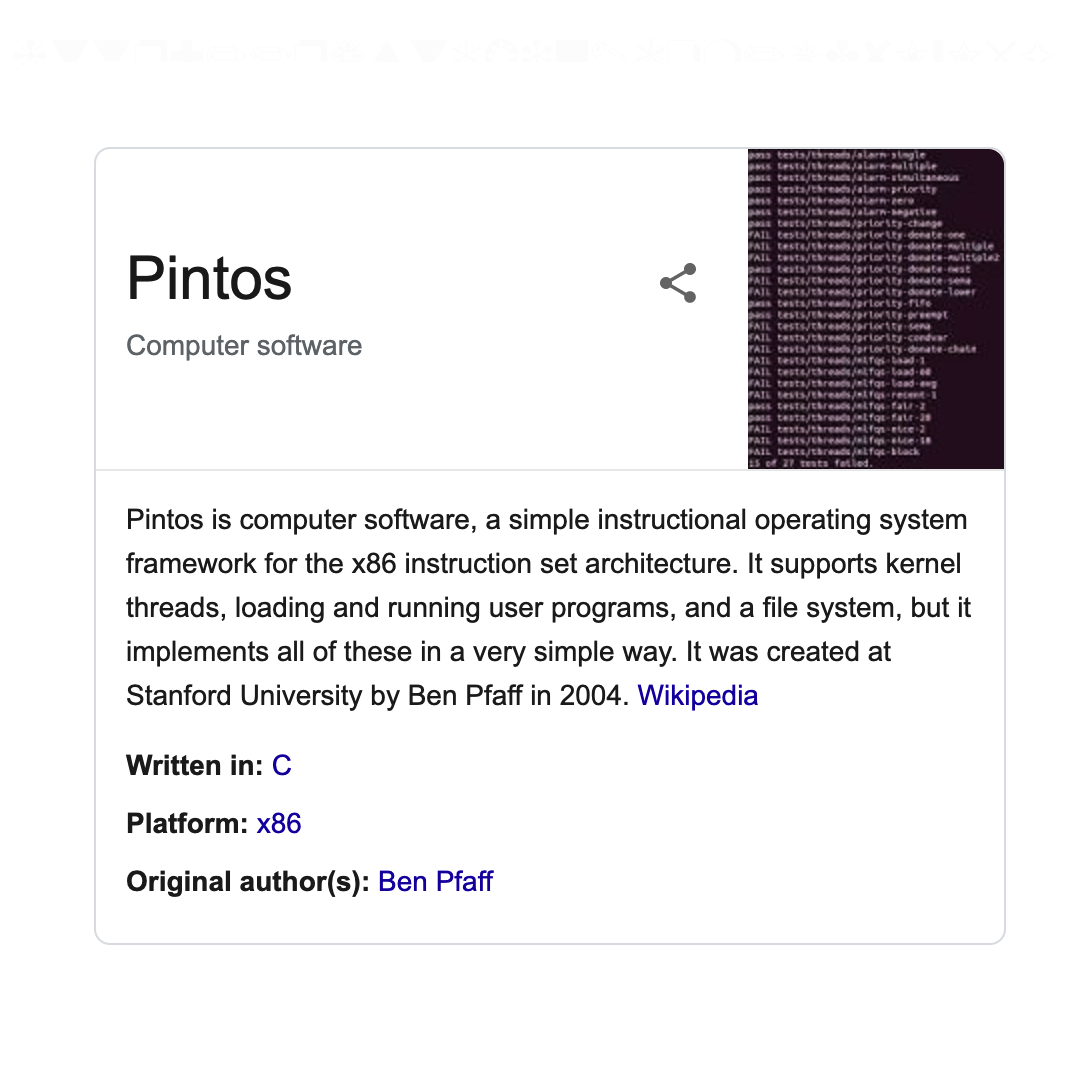 Pintos
Computer software
pass tests/threads/alarm-single
pass tests/threads/alarm-multiple
pass tests/threads/alarm-simultaneous
pass tests/threads/alarm-priority
pass tests/threads/alarm-zero
pass tests/threads/alarm-negative
pass tests/threads/priority-change
FAIL tests/threads/priority-donate-one
FAIL tests/threads/priority-donate-multiple
FAIL tests/threads/priority-donate-multiple2
pass tests/threads/priority-donate-nest
FAIL tests/threads/priority-donate-sema
FAIL tests/threads/priority-donate-lower
pass tests/threads/priority-fifo
pass tests/threads/priority-preempt
FAIL tests/threads/priority-sema
FAIL tests/threads/priority-condvar
FAIL tests/threads/priority-donate-chain
FAIL tests/threads/mlfqs-load-1
FAIL tests/threads/mlfqs-load-60
FAIL tests/threads/mlfqs-load-avg
FAIL tests/threads/mlfqs-recent-1
pass tests/threads/mlfqs-fair-2
pass tests/threads/mlfqs-fair-20
FAIL tests/threads/mlfqs-nice-2
FAIL tests/threads/mlfqs-nice-10
FAIL tests/threads/mlfqs-block
15 of 27 tests failed.
Pintos is computer software, a simple instructional operating system
framework for the x86 instruction set architecture. It supports kernel
threads, loading and running user programs, and a file system, but it
implements all of these in a very simple way. It was created at
Stanford University by Ben Pfaff in 2004. Wikipedia
Written in: C
Platform: x86
Original author(s): Ben Pfaff